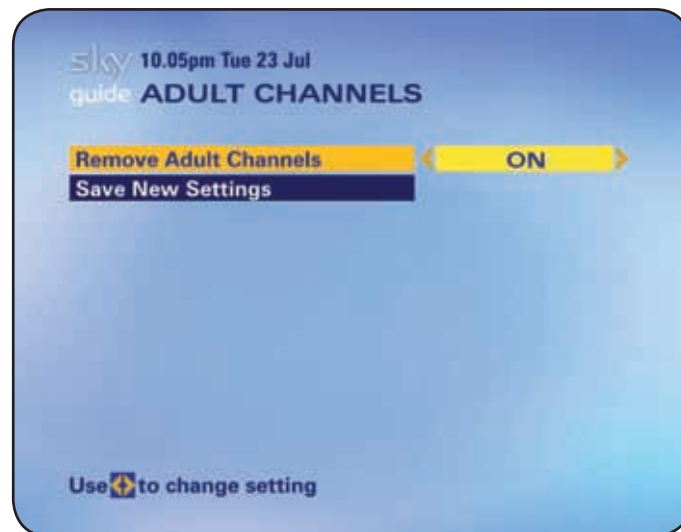 sky 10.05pm Tue 23 Jul
guide ADULT CHANNELS
Remove Adult Channels ON
Save New Settings
Use to change setting